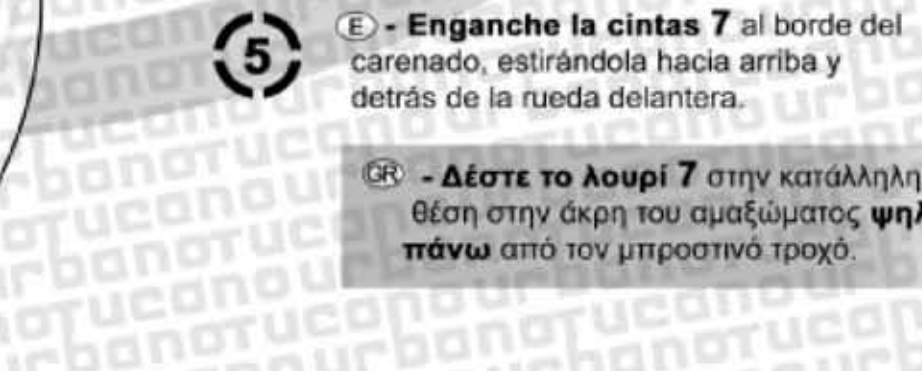 5
E - Enganche la cintas 7 al borde del
carenado, estirándola hacia arriba y
detrás de la rueda delantera.
GR - Δέστε το λουρί 7 στην κατάλληλη
θέση στην άκρη του αμαξώματος
πάνω από τον μπροστινό τροχό.